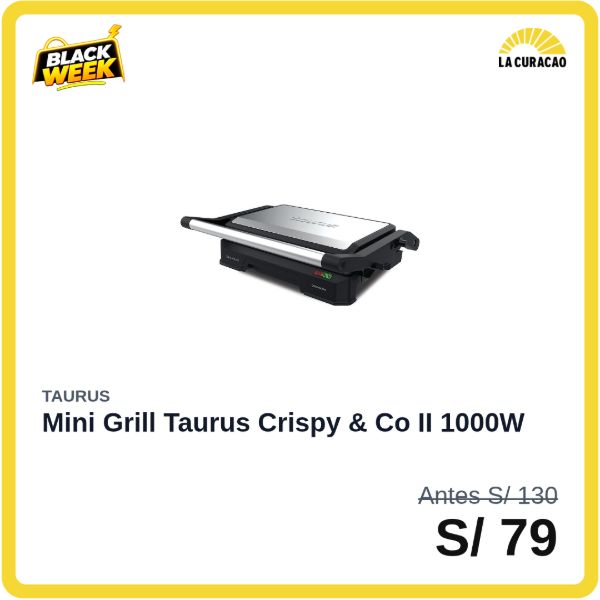 BLACK
WEEK
LA CURACAO
TAURUS
Mini Grill Taurus Crispy & Co II 1000W
Antes S/ 130
S/ 79